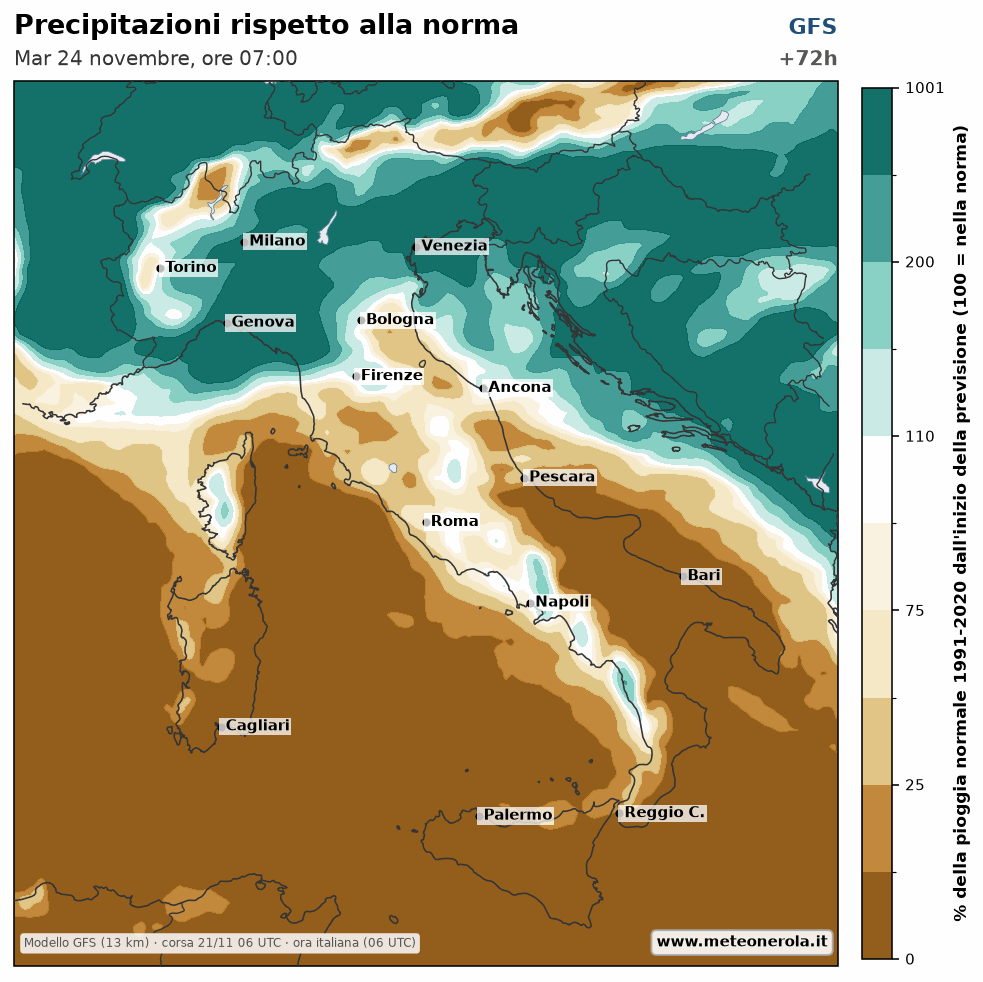 Precipitazioni rispetto alla norma
GFS
Mar 24 novembre, ore 07:00
+72h
1001
200
110
75
25
0
% della pioggia normale 1991-2020 dall'inizio della previsione (100 = nella norma)
Milano
Venezia
Torino
Genova
Bologna
Firenze
Ancona
Pescara
Roma
Bari
Napoli
Cagliari
Palermo
Reggio C.
Modello GFS (13 km) · corsa 21/11 06 UTC · ora italiana (06 UTC)
www.meteonerola.it